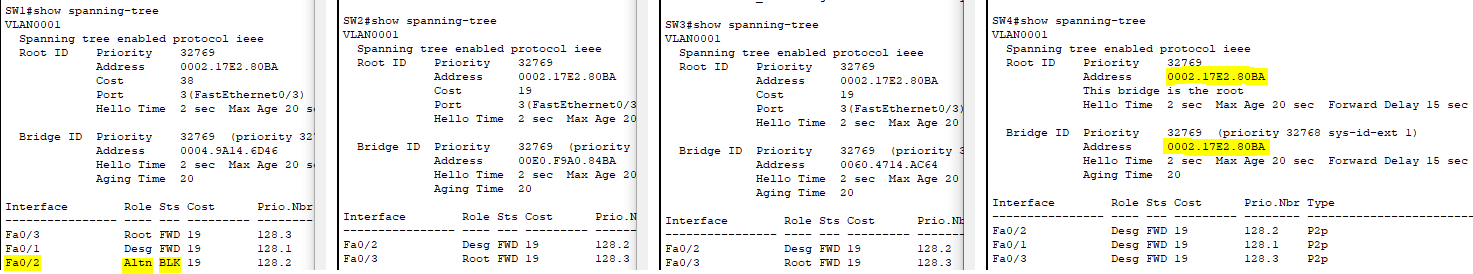 SW1#show spanning-tree
VLAN0001
Spanning tree enabled protocol ieee
Root ID Priority 32769
Address 0002.17E2.80BA
Cost 38
Port 3(FastEthernet0/3)
Hello Time 2 sec Max Age 20 s
Bridge ID Priority 32769 (priority 32
Address 0004.9A14.6D46
Hello Time 2 sec Max Age 20 s
Aging Time 20
Interface Role Sts Cost Prio.Nbr
---------------- ---- --- --------- --------
Fa0/3 Root FWD 19 128.3
Fa0/1 Desg FWD 19 128.1
Fa0/2 Altn BLK 19 128.2
SW2#show spanning-tree
VLAN0001
Spanning tree enabled protocol ieee
Root ID Priority 32769
Address 0002.17E2.80BA
Cost 19
Port 3(FastEthernet0/3
Hello Time 2 sec Max Age 20
Bridge ID Priority 32769 (priority
Address 00E0.F9A0.84BA
Hello Time 2 sec Max Age 20
Aging Time 20
Interface Role Sts Cost Prio.N
---------------- ---- --- --------- ------
Fa0/2 Desg FWD 19 128.2
Fa0/3 Root FWD 19 128.3
SW3#show spanning-tree
VLAN0001
Spanning tree enabled protocol ieee
Root ID Priority 32769
Address 0002.17E2.80BA
Cost 19
Port 3(FastEthernet0/3)
Hello Time 2 sec Max Age 20
Bridge ID Priority 32769 (priority 3
Address 0060.4714.AC64
Hello Time 2 sec Max Age 20
Aging Time 20
Interface Role Sts Cost Prio.N
---------------- ---- --- --------- ------
Fa0/2 Desg FWD 19 128.2
Fa0/3 Root FWD 19 128.3
SW4#show spanning-tree
VLAN0001
Spanning tree enabled protocol ieee
Root ID Priority 32769
Address 0002.17E2.80BA
This bridge is the root
Hello Time 2 sec Max Age 20 sec Forward Delay 15 sec
Bridge ID Priority 32769 (priority 32768 sys-id-ext 1)
Address 0002.17E2.80BA
Hello Time 2 sec Max Age 20 sec Forward Delay 15 sec
Aging Time 20
Interface Role Sts Cost Prio.Nbr Type
---------------- ---- --- --------- -------- --------------------------------
Fa0/2 Desg FWD 19 128.2 P2p
Fa0/1 Desg FWD 19 128.1 P2p
Fa0/3 Desg FWD 19 128.3 P2p